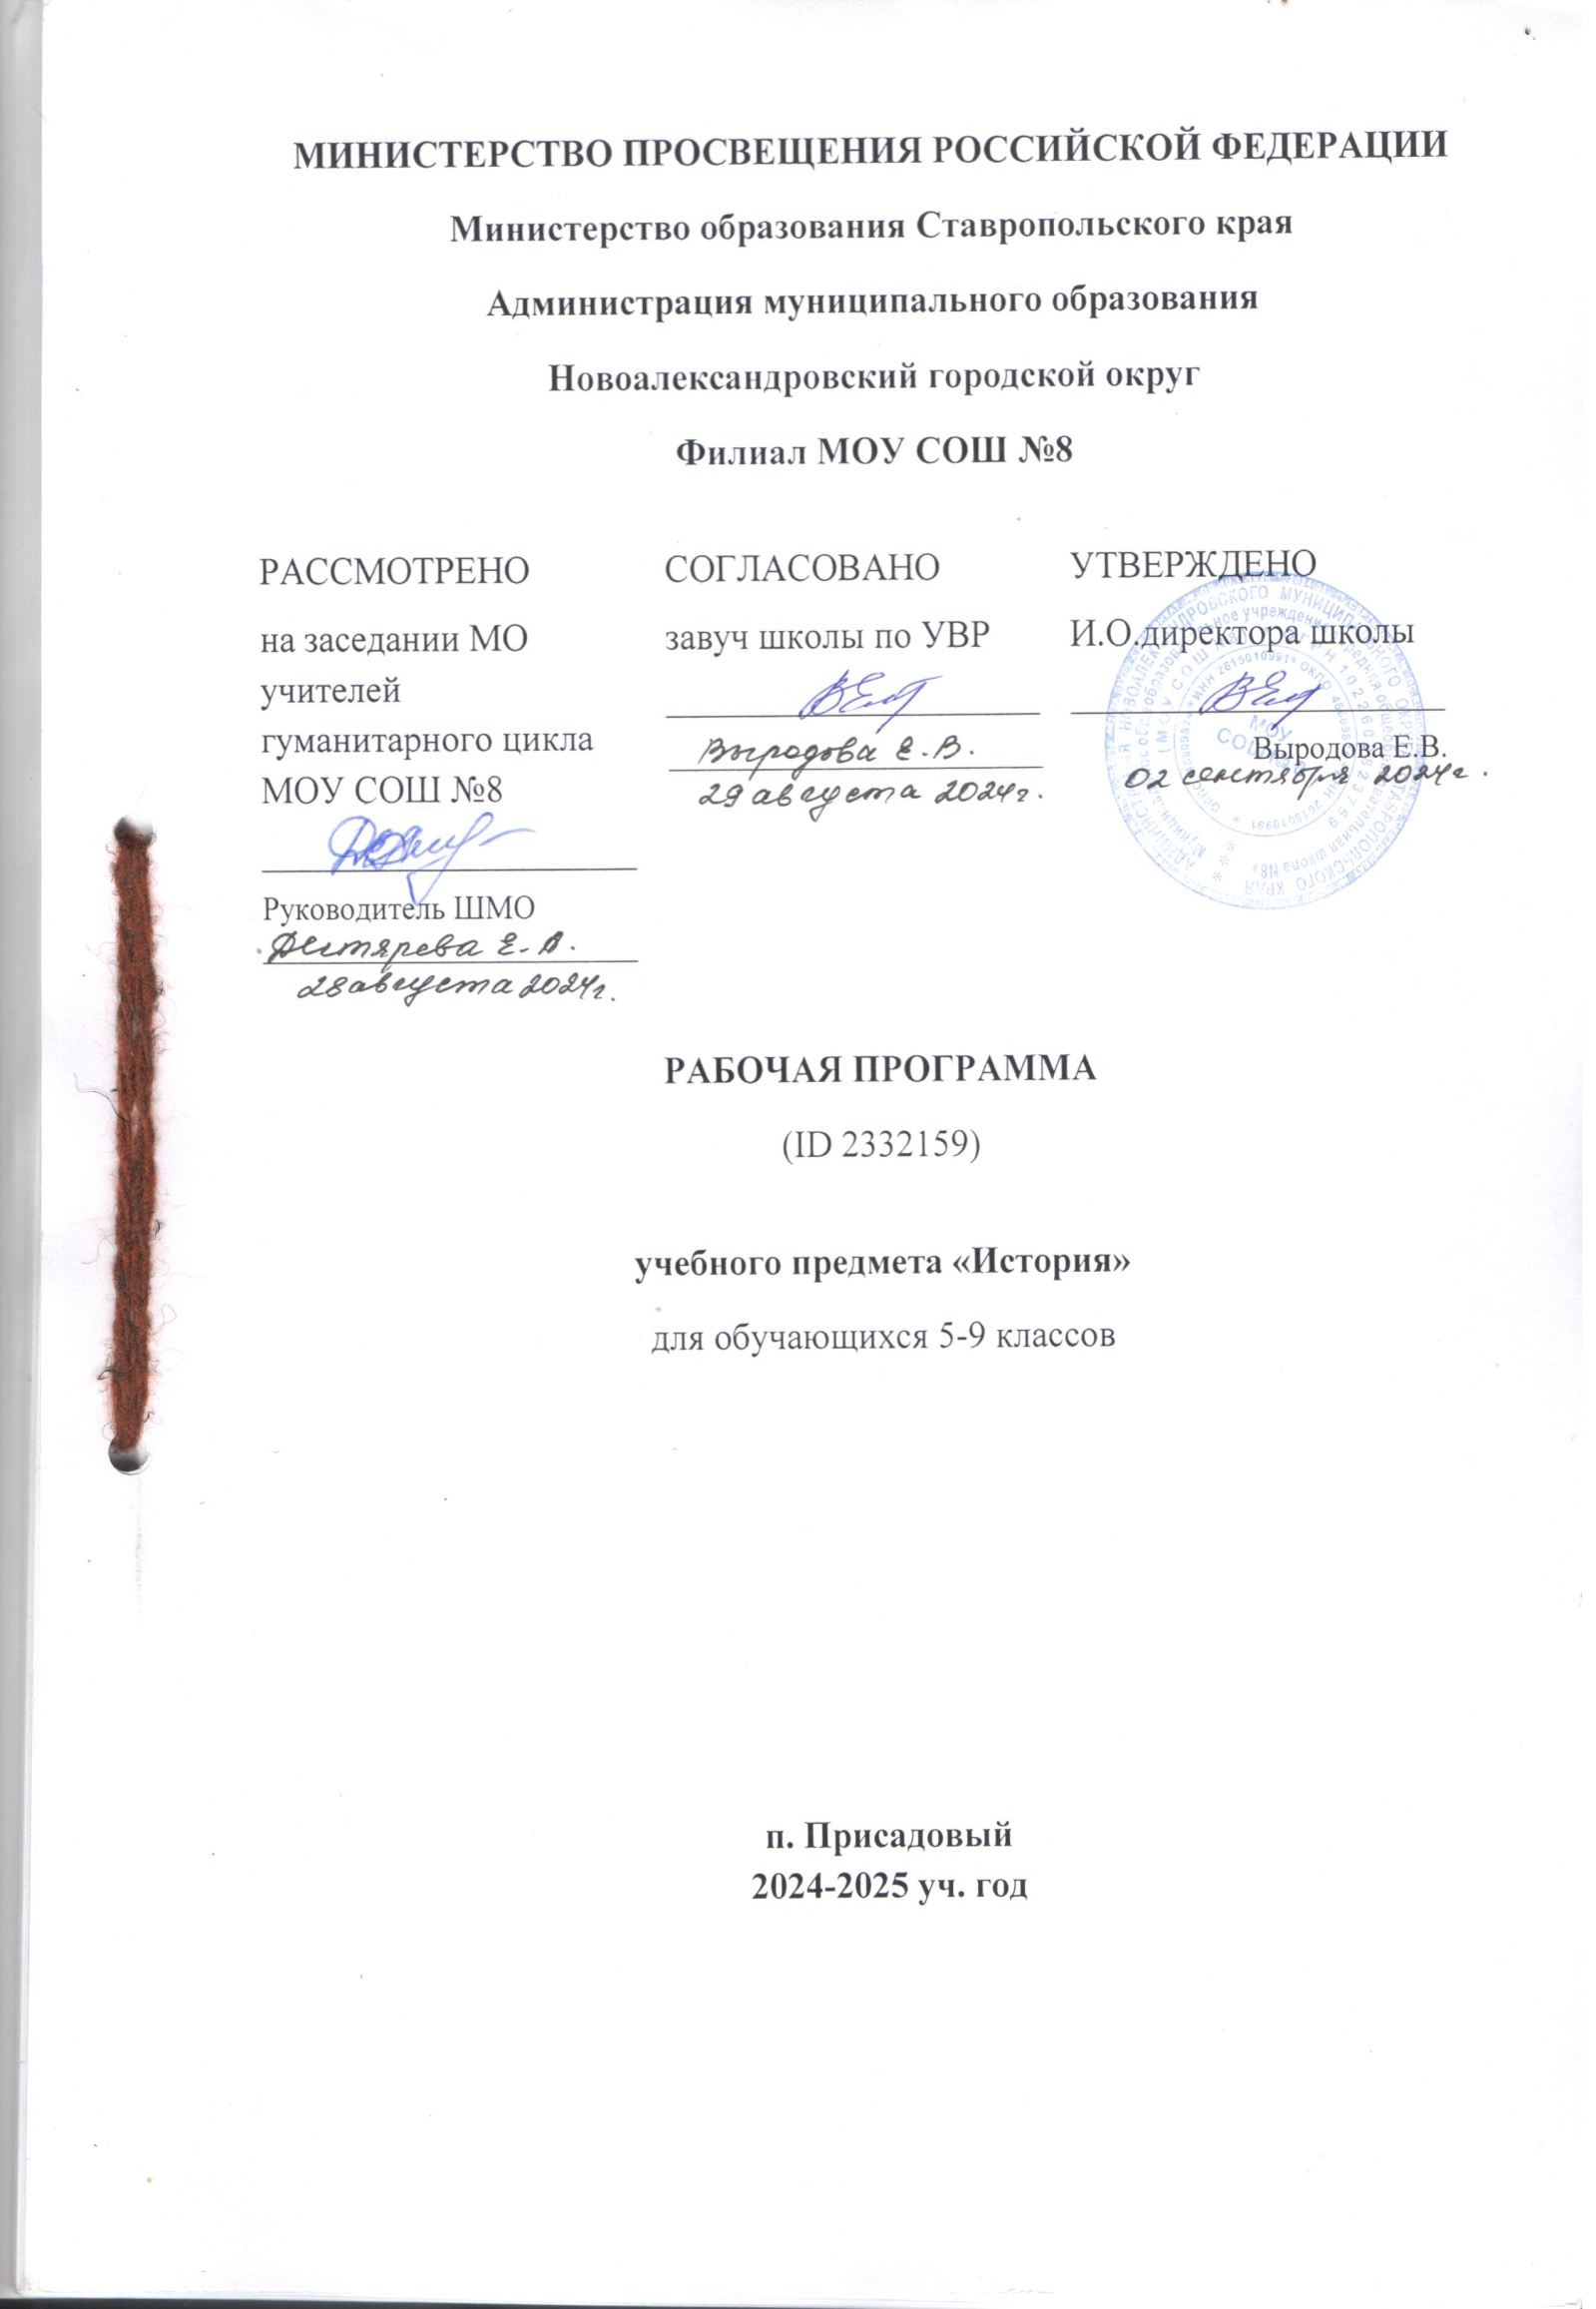 МИНИСТЕРСТВО ПРОСВЕЩЕНИЯ РОССИЙСКОЙ ФЕДЕРАЦИИ
Министерство образования Ставропольского края
Администрация муниципального образования
Новоалександровский городской округ
Филиал МОУ СОШ №8
РАССМОТРЕНО
на заседании МО
учителей
гуманитарного цикла
МОУ СОШ №8
Руководитель ШМО
Дегтярева Е. А.
28 августа 2024г.
СОГЛАСОВАНО
завуч школы по УВР
Выродова Е. В.
29 августа 2024г.
УТВЕРЖДЕНО
И.О.директора школы
Выродова Е.В.
02 сентября 2024г.
МОУ
СОШ
РАБОЧАЯ ПРОГРАММА
(ID 2332159)
учебного предмета «История»
для обучающихся 5-9 классов
п. Присадовый
2024-2025 уч. год